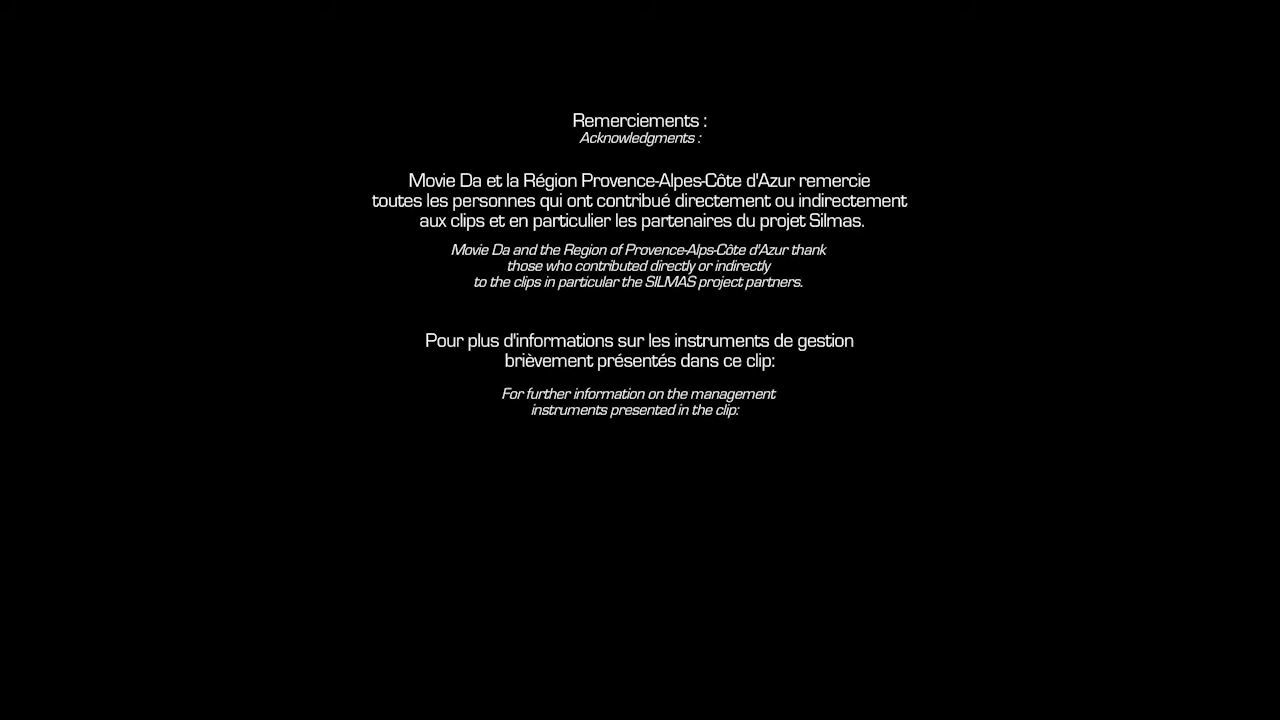 Remerciements :
Acknowledgments :
Movie Da et la Région Provence-Alpes-Côte d'Azur remercie
toutes les personnes qui ont contribué directement ou indirectement
aux clips et en particulier les partenaires du projet Silmas.
Movie Da and the Region of Provence-Alps-Côte d'Azur thank
those who contributed directly or indirectly
to the clips in particular the SILMAS project partners.
Pour plus d'informations sur les instruments de gestion
brièvement présentés dans ce clip:
For further information on the management
instruments presented in the clip: